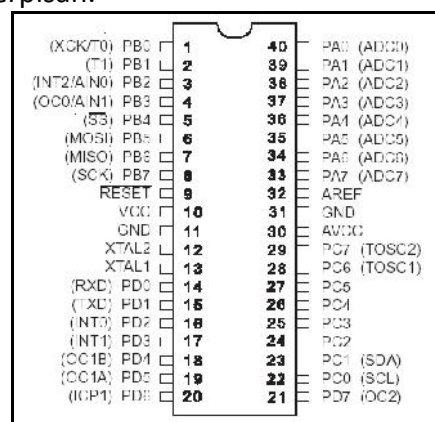 (XCK/T0) PB0 1 40 PA0 (ADC0)
(T1) PB1 2 39 PA1 (ADC1)
(INT2/AIN0) PB2 3 38 PA2 (ADC2)
(OC0/AIN1) PB3 4 37 PA3 (ADC3)
(SS) PB4 5 36 PA4 (ADC4)
(MOSI) PB5 6 35 PA5 (ADC5)
(MISO) PB6 7 34 PA6 (ADC6)
(SCK) PB7 8 33 PA7 (ADC7)
RESET 9 32 AREF
VCC 10 31 GND
GND 11 30 AVCC
XTAL2 12 29 PC7 (TOSC2)
XTAL1 13 28 PC6 (TOSC1)
(RXD) PD0 14 27 PC5
(TXD) PD1 15 26 PC4
(INT0) PD2 16 25 PC3
(INT1) PD3 17 24 PC2
(OC1B) PD4 18 23 PC1 (SDA)
(OC1A) PD5 19 22 PC0 (SCL)
(ICP1) PD6 20 21 PD7 (OC2)